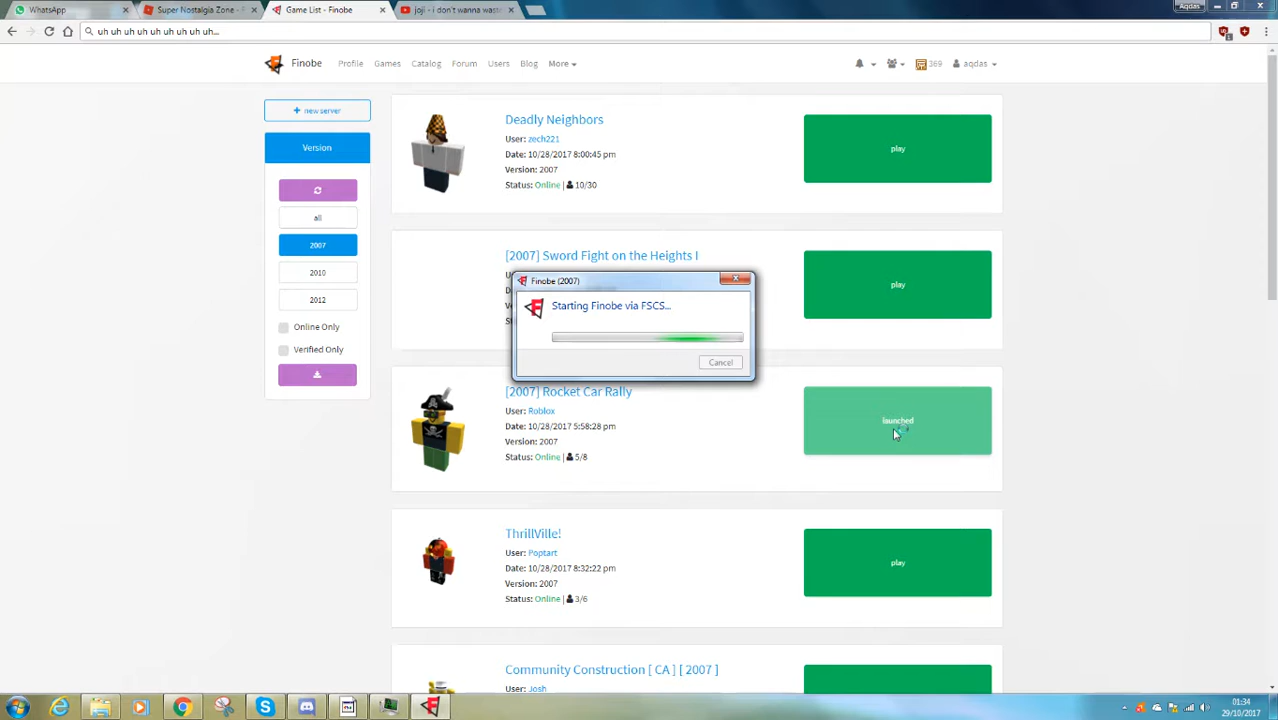 WhatsApp
Super Nostalgia Zone - F
Game List - Finobe
joji - i don't wanna wast
Aqdas
uh uh uh uh uh uh uh uh uh...
Finobe
Profile
Games
Catalog
Forum
Users
Blog
More
369
aqdas
+ new server
Version
all
2007
2010
2012
Online Only
Verified Only
Deadly Neighbors
User: zech221
Date: 10/28/2017 8:00:45 pm
Version: 2007
Status: Online | 10/30
play
[2007] Sword Fight on the Heights I
play
Finobe (2007)
Starting Finobe via FSCS...
Cancel
[2007] Rocket Car Rally
User: Roblox
Date: 10/28/2017 5:58:28 pm
Version: 2007
Status: Online | 5/8
launched
ThrillVille!
User: Poptart
Date: 10/28/2017 8:32:22 pm
Version: 2007
Status: Online | 3/6
play
Community Construction [ CA ] [ 2007 ]
User: Josh
01:34
29/10/2017